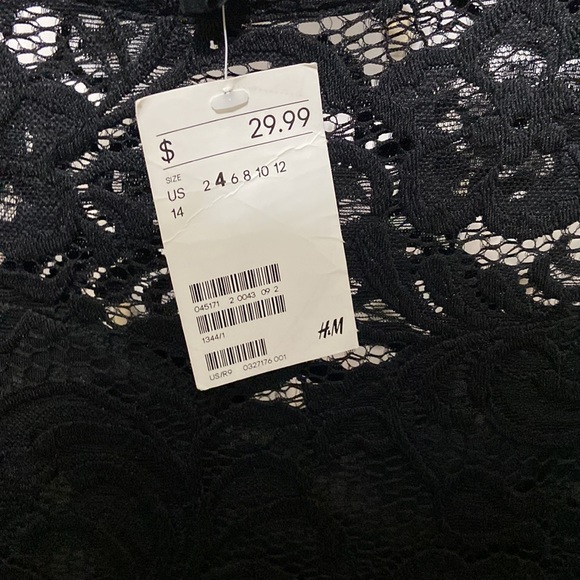 $ 29.99
SIZE
US 2 4 6 8 10 12
14
045171 2 0043 09 2
1344/1
H&M
US/R9 0327176 001